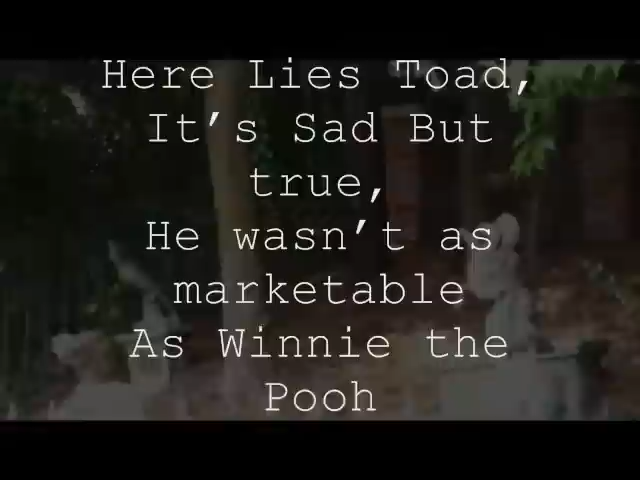 Here Lies Toad,
It's Sad But
true,
He wasn't as
marketable
As Winnie the
Pooh